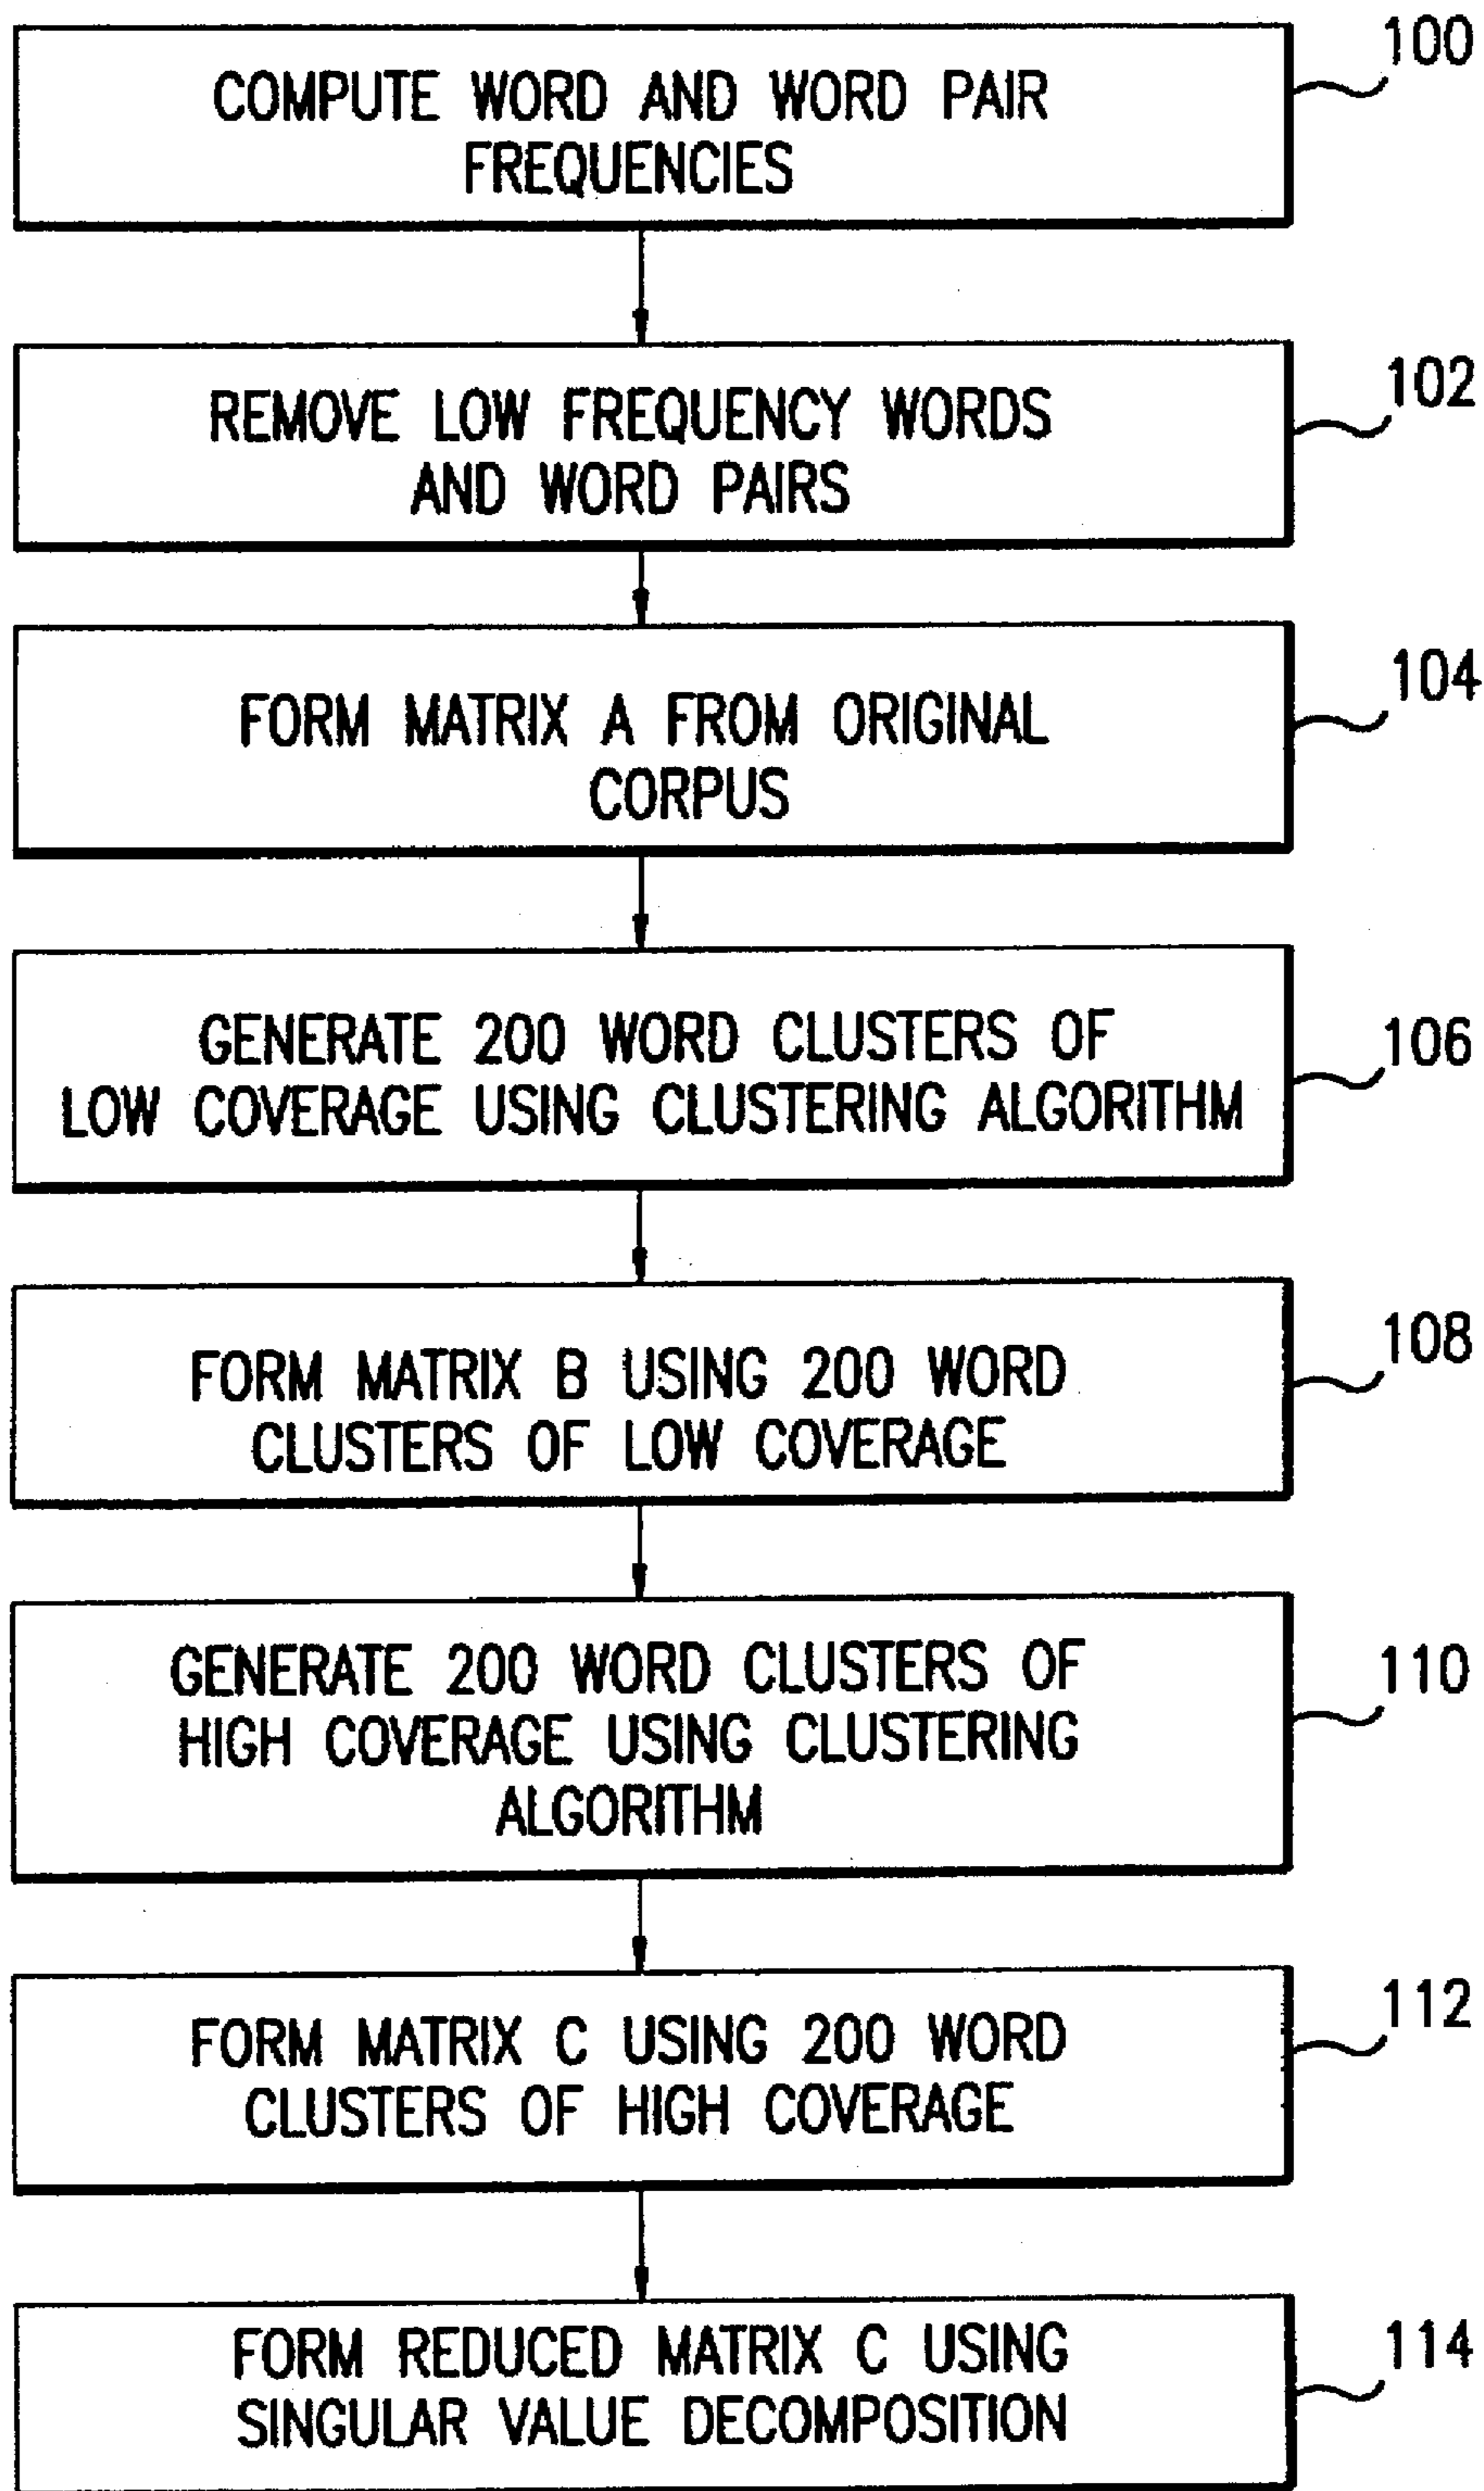 100
COMPUTE WORD AND WORD PAIR
FREQUENCIES
102
REMOVE LOW FREQUENCY WORDS
AND WORD PAIRS
104
FORM MATRIX A FROM ORIGINAL
CORPUS
106
GENERATE 200 WORD CLUSTERS OF
LOW COVERAGE USING CLUSTERING ALGORITHM
108
FORM MATRIX B USING 200 WORD
CLUSTERS OF LOW COVERAGE
110
GENERATE 200 WORD CLUSTERS OF
HIGH COVERAGE USING CLUSTERING
ALGORITHM
112
FORM MATRIX C USING 200 WORD
CLUSTERS OF HIGH COVERAGE
114
FORM REDUCED MATRIX C USING
SINGULAR VALUE DECOMPOSITION